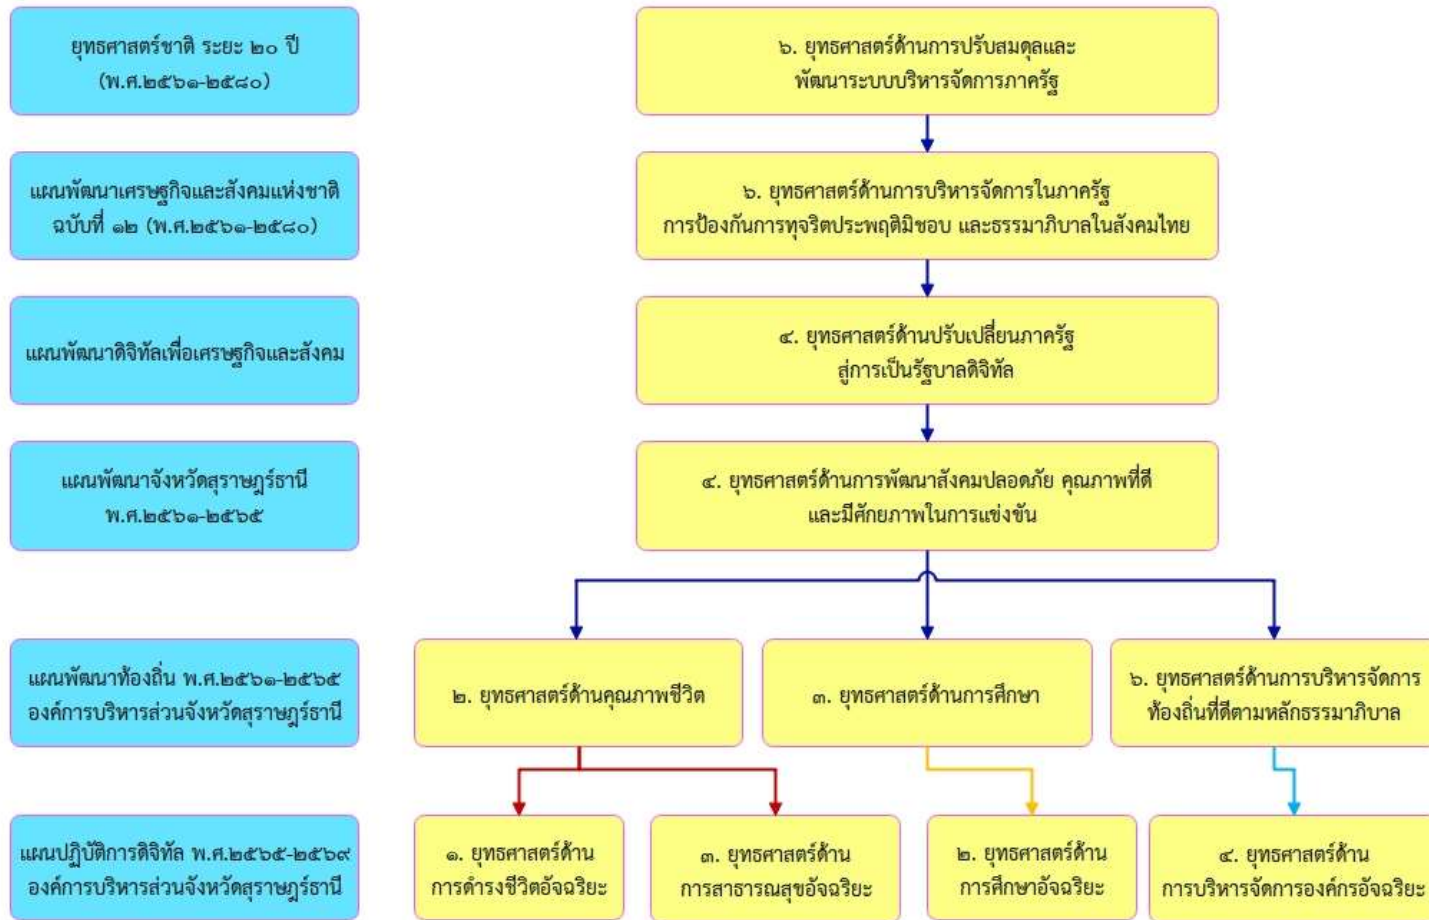 ยุทธศาสตร์ชาติ ระยะ ๒๐ ปี
(พ.ศ.๒๕๖๑-๒๕๘๐)
๖. ยุทธศาสตร์ด้านการปรับสมดุลและ
พัฒนาระบบบริหารจัดการภาครัฐ
แผนพัฒนาเศรษฐกิจและสังคมแห่งชาติ
ฉบับที่ ๑๒ (พ.ศ.๒๕๖๑-๒๕๘๐)
๖. ยุทธศาสตร์ด้านการบริหารจัดการในภาครัฐ
การป้องกันการทุจริตประพฤติมิชอบ และธรรมาภิบาลในสังคมไทย
แผนพัฒนาดิจิทัลเพื่อเศรษฐกิจและสังคม
๔. ยุทธศาสตร์ด้านปรับเปลี่ยนภาครัฐ
สู่การเป็นรัฐบาลดิจิทัล
แผนพัฒนาจังหวัดสุราษฎร์ธานี
พ.ศ.๒๕๖๑-๒๕๖๕
๔. ยุทธศาสตร์ด้านการพัฒนาสังคมปลอดภัย คุณภาพที่ดี
และมีศักยภาพในการแข่งขัน
แผนพัฒนาท้องถิ่น พ.ศ.๒๕๖๑-๒๕๖๕
องค์การบริหารส่วนจังหวัดสุราษฎร์ธานี
๒. ยุทธศาสตร์ด้านคุณภาพชีวิต
๓. ยุทธศาสตร์ด้านการศึกษา
๖. ยุทธศาสตร์ด้านการบริหารจัดการ
ท้องถิ่นที่ดีตามหลักธรรมาภิบาล
แผนปฏิบัติการดิจิทัล พ.ศ.๒๕๖๕-๒๕๖๙
องค์การบริหารส่วนจังหวัดสุราษฎร์ธานี
๑. ยุทธศาสตร์ด้าน
การดำรงชีวิตอัจฉริยะ
๓. ยุทธศาสตร์ด้าน
การสาธารณสุขอัจฉริยะ
๒. ยุทธศาสตร์ด้าน
การศึกษาอัจฉริยะ
๔. ยุทธศาสตร์ด้าน
การบริหารจัดการองค์กรอัจฉริยะ